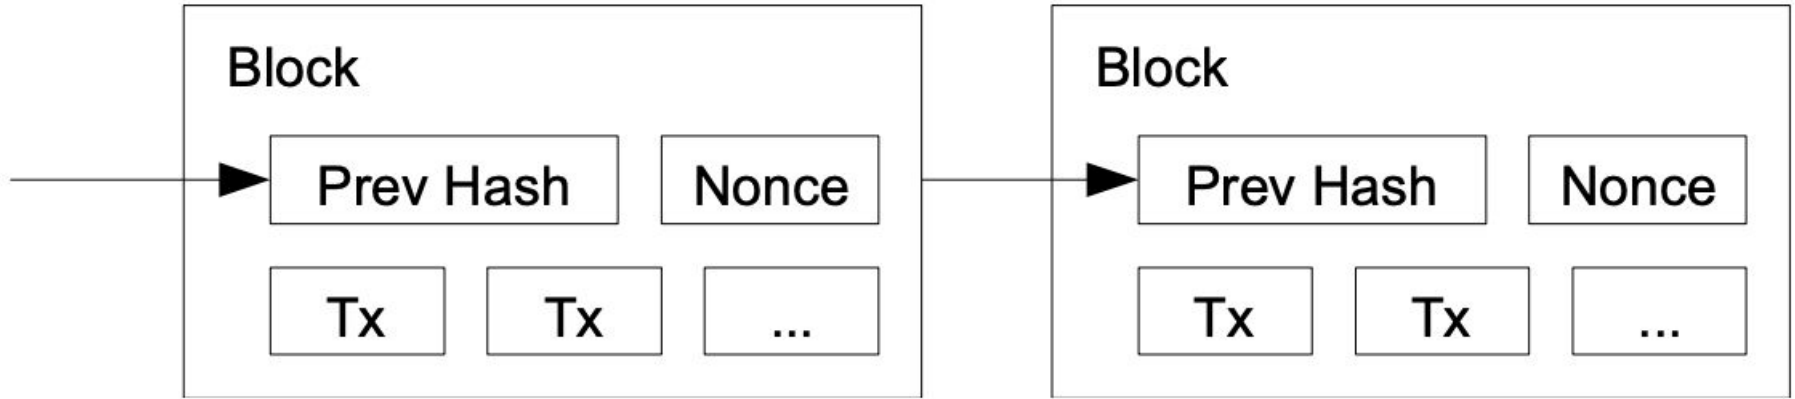 Block
Prev Hash
Nonce
Tx
Tx
...
Block
Prev Hash
Nonce
Tx
Tx
...